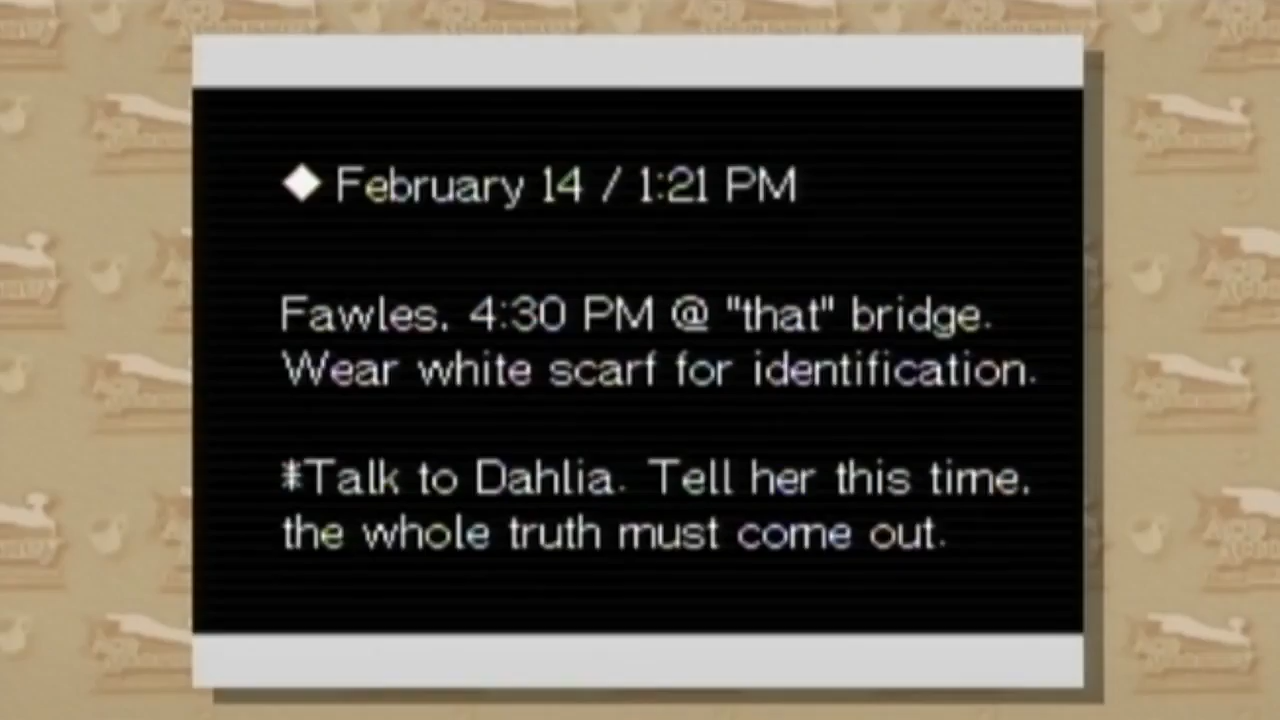 ◆ February 14 / 1:21 PM
Fawles. 4:30 PM @ "that" bridge.
Wear white scarf for identification.
*Talk to Dahlia. Tell her this time.
the whole truth must come out.